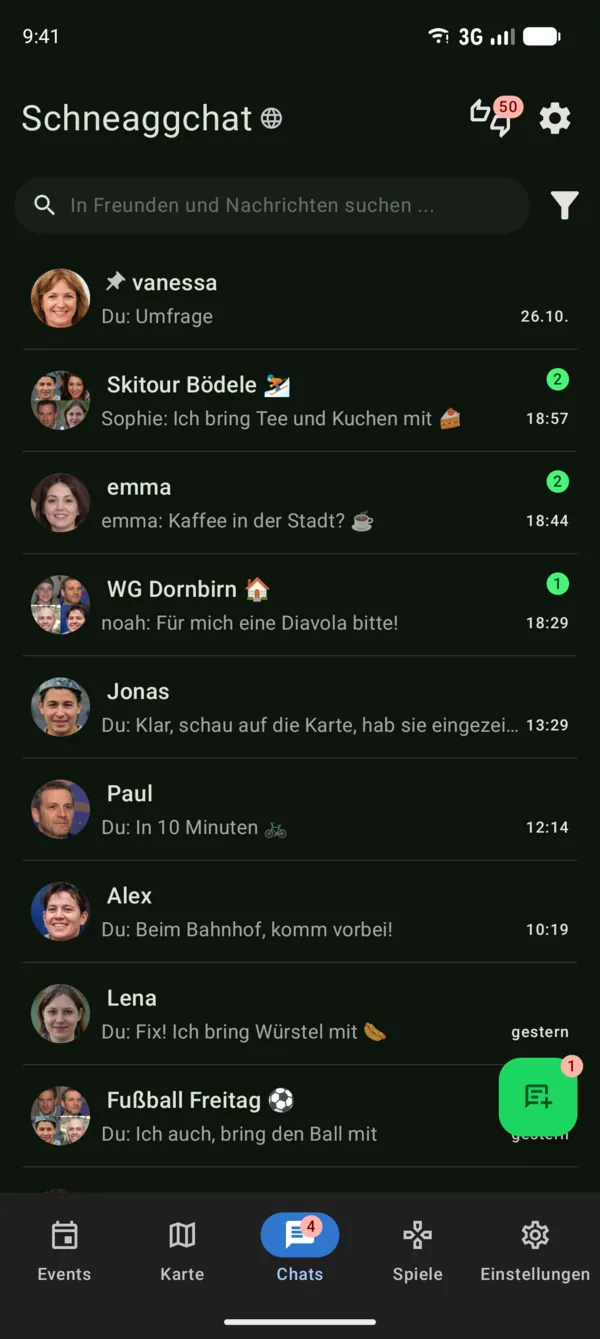 9:41
3G
Schneaggchat
50
In Freunden und Nachrichten suchen ...
vanessa
Du: Umfrage
26.10.
Skitour Bödele ⛷️
2
Sophie: Ich bring Tee und Kuchen mit 🍰
18:57
emma
2
emma: Kaffee in der Stadt? ☕
18:44
WG Dornbirn 🏠
1
noah: Für mich eine Diavola bitte!
18:29
Jonas
Du: Klar, schau auf die Karte, hab sie eingezei...
13:29
Paul
Du: In 10 Minuten 🚲
12:14
Alex
Du: Beim Bahnhof, komm vorbei!
10:19
Lena
Du: Fix! Ich bring Würstel mit 🌭
gestern
1
Fußball Freitag ⚽
Du: Ich auch, bring den Ball mit
gestern
4
Events
Karte
Chats
Spiele
Einstellungen